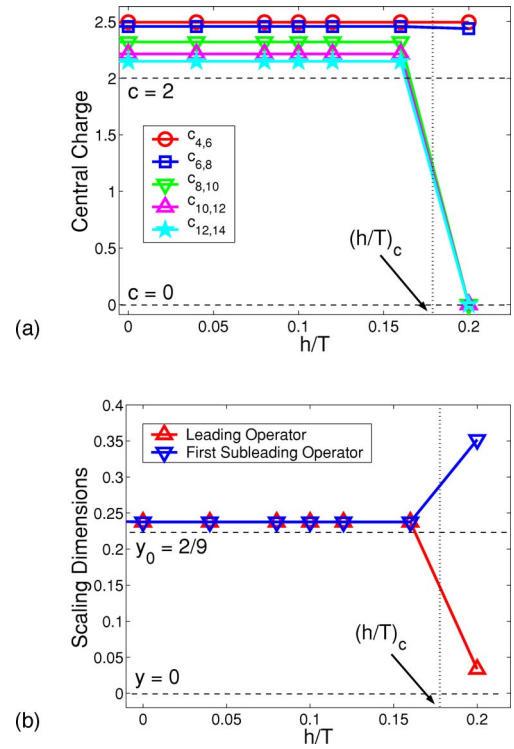 2.5
2
1.5
1
0.5
0
Central Charge
c = 2
c4,6
c6,8
c8,10
c10,12
c12,14
(h/T)c
c = 0
0 0.05 0.1 0.15 0.2
h/T
(a)
0.4
0.35
0.3
0.25
0.2
0.15
0.1
0.05
0
Scaling Dimensions
Leading Operator
First Subleading Operator
y0 = 2/9
(h/T)c
y = 0
0 0.05 0.1 0.15 0.2
h/T
(b)